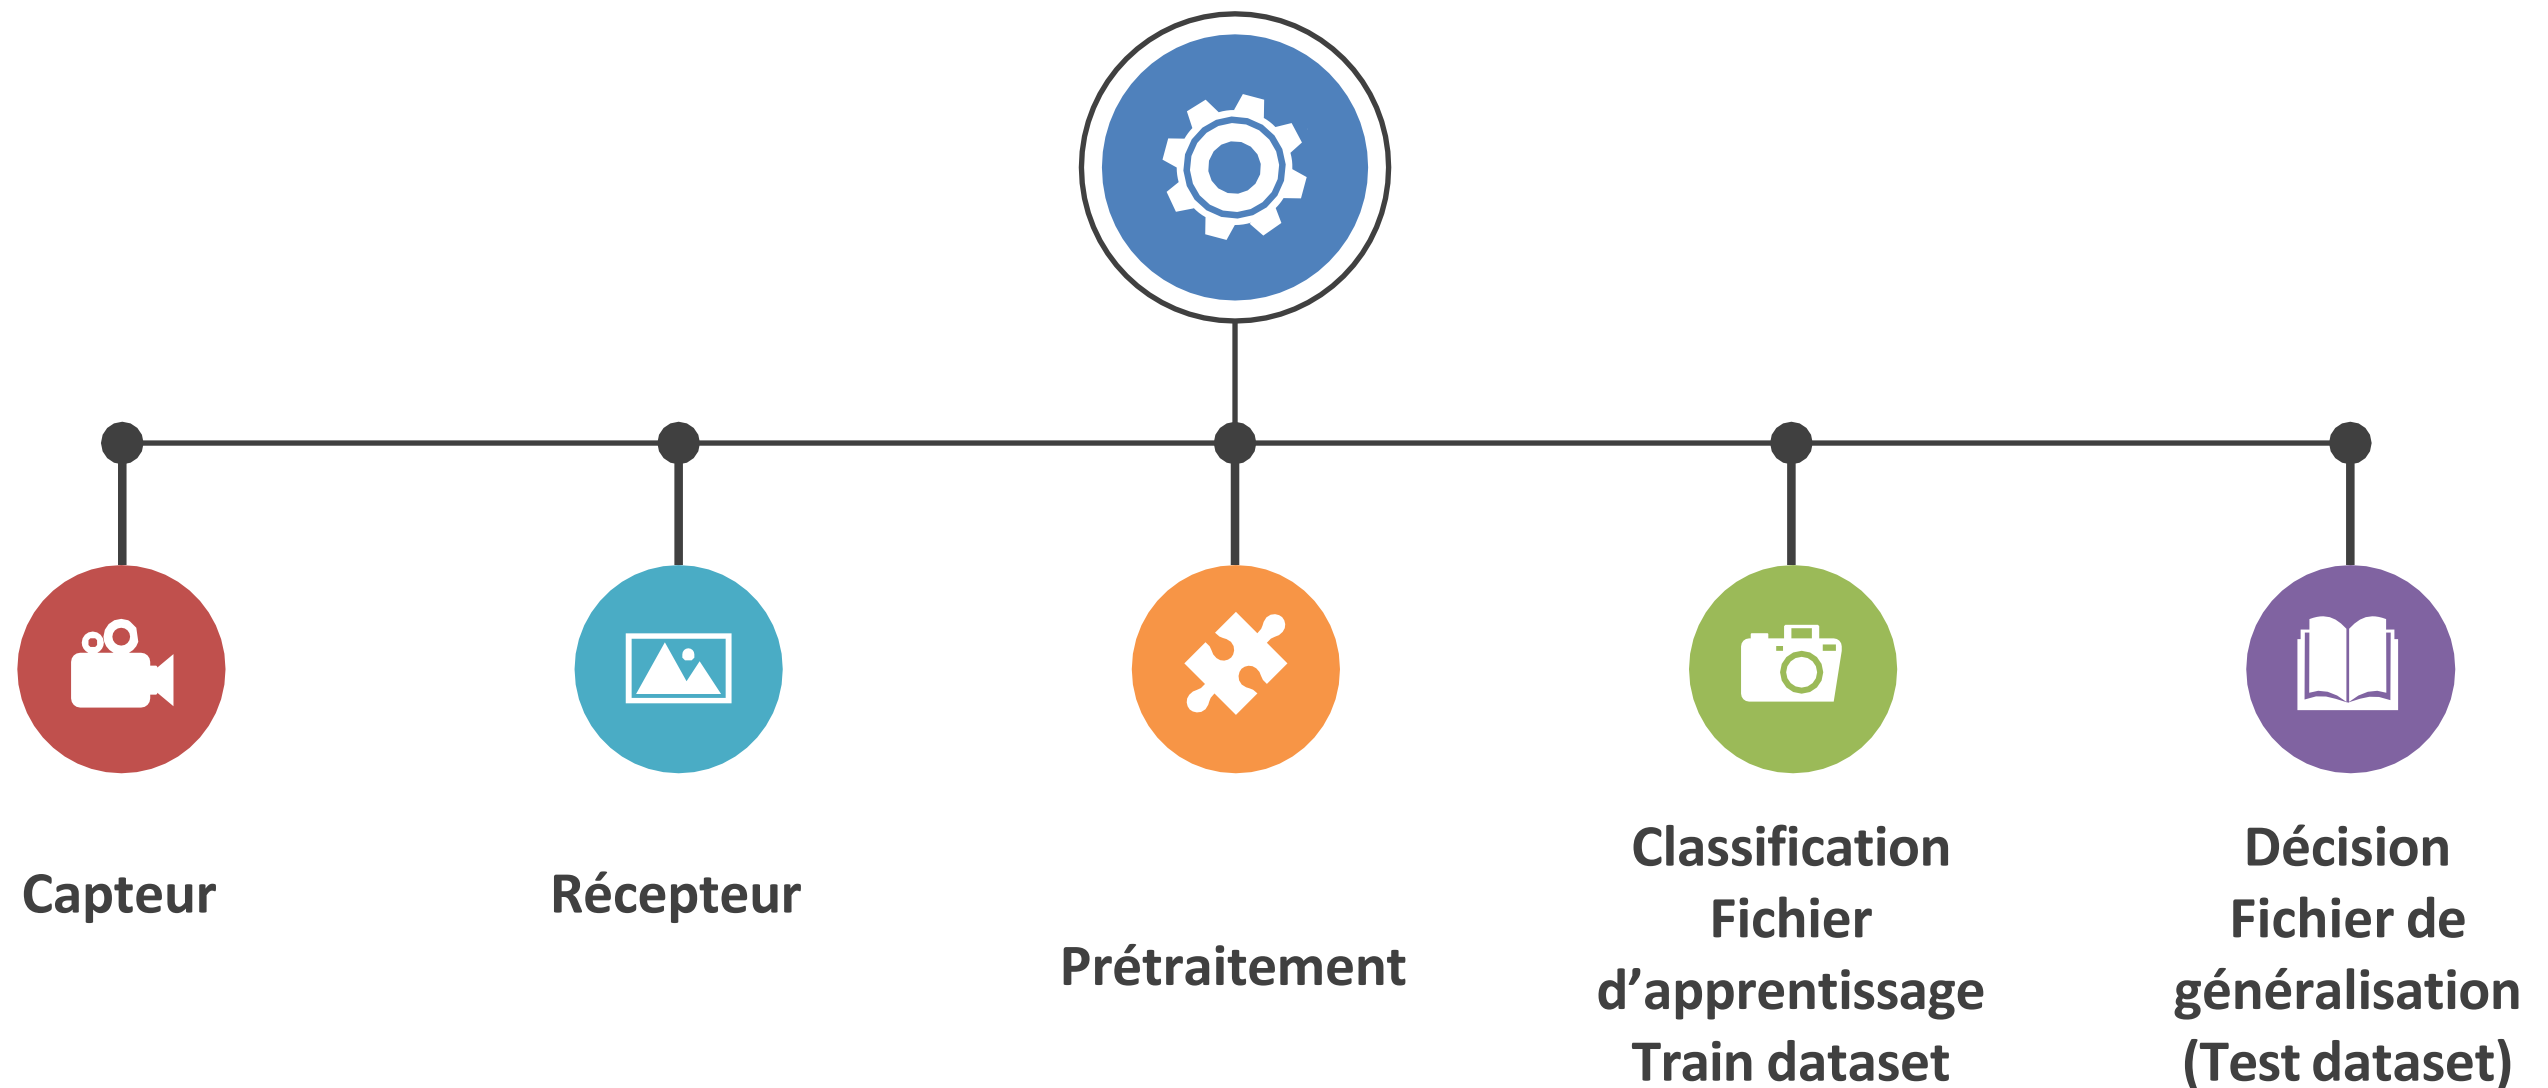 Capteur
Récepteur
Prétraitement
Classification
Fichier
d’apprentissage
Train dataset
Décision
Fichier de
généralisation
(Test dataset)